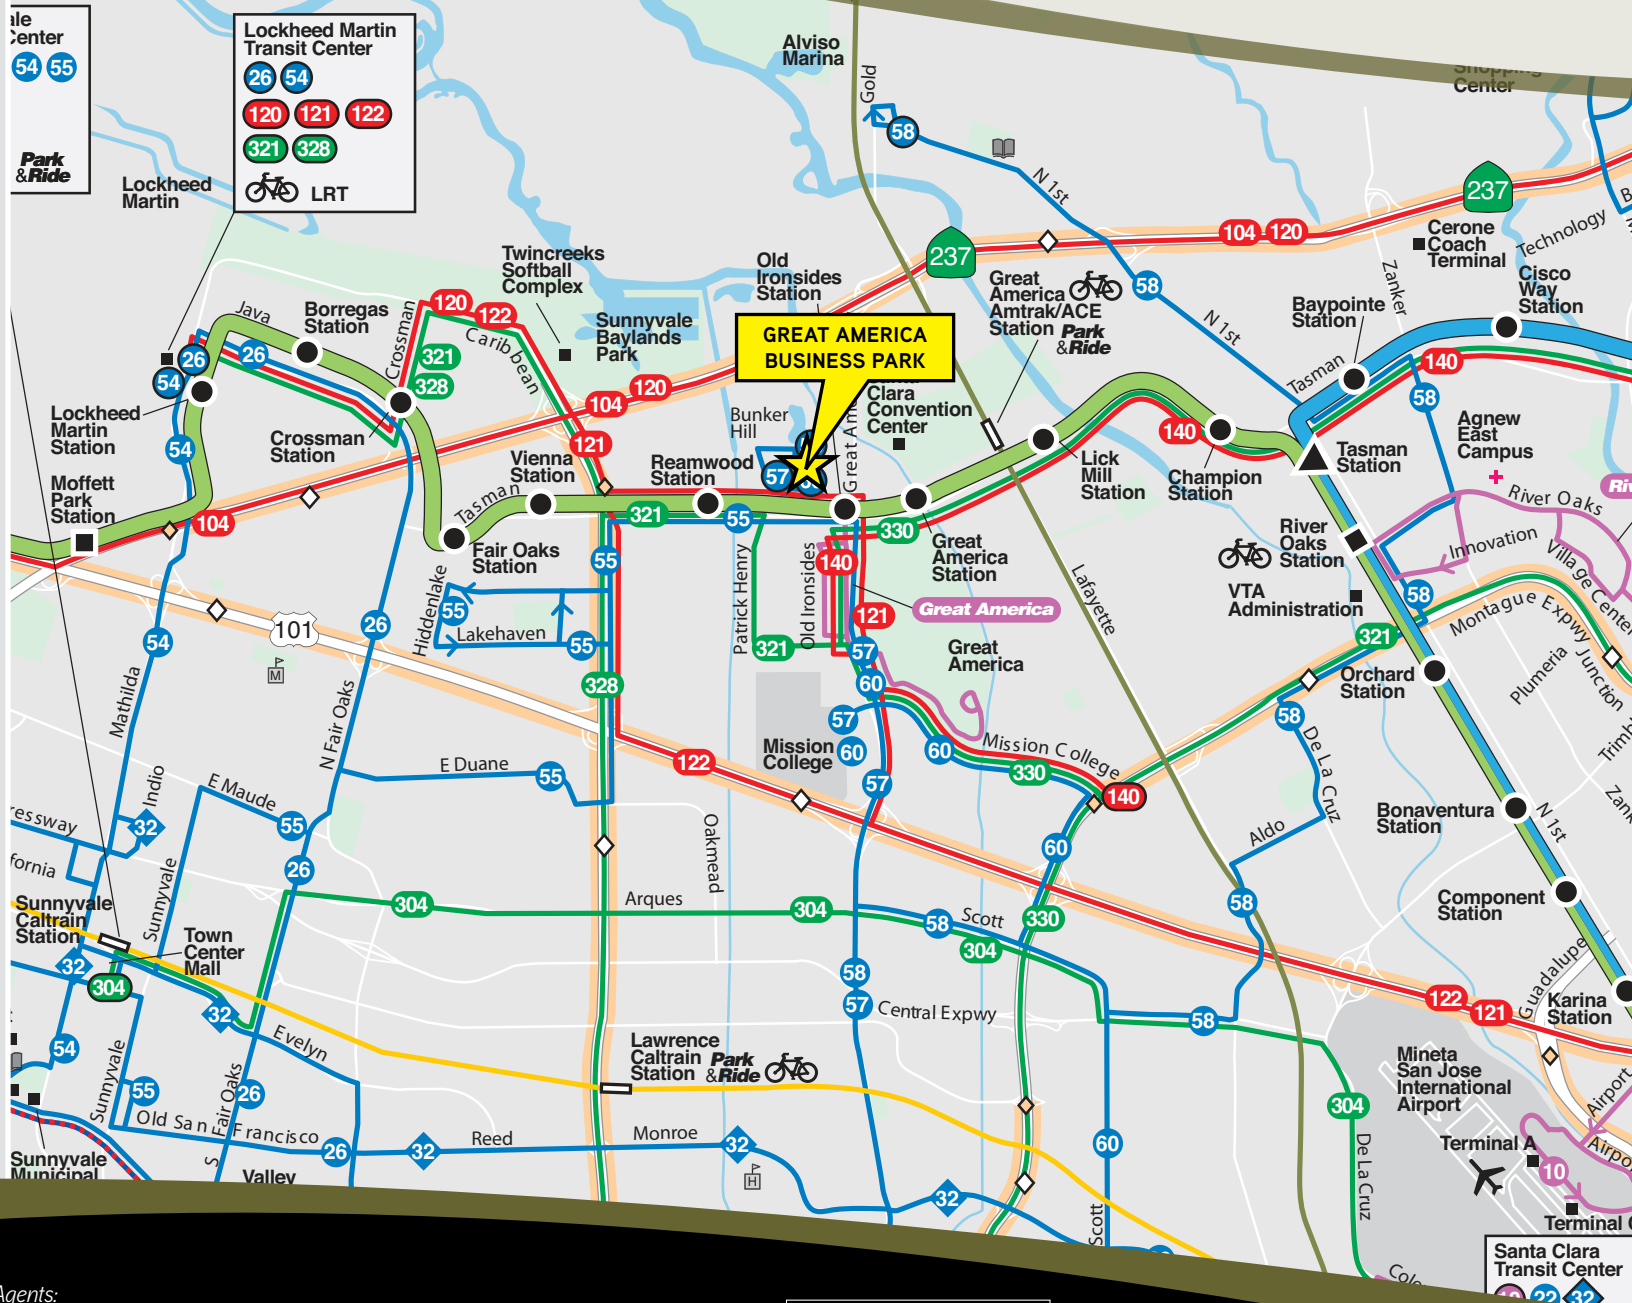 Center
54 55
Park
&Ride
Lockheed Martin
Transit Center
26 54
120 121 122
321 328
LRT
Lockheed
Martin
Alviso
Marina
Gold
58
N 1st
Shopping
Center
237
104 120
Cerone
Coach
Terminal
Technology
Zanker
Cisco
Way
Station
Baypointe
Station
Twincreeks
Softball
Complex
Old
Ironsides
Station
237
Great
America
Amtrak/ACE
Station Park
&Ride
58
N 1st
Java
Borregas
Station
Crossman
120
122
Caribbean
321
328
Sunnyvale
Baylands
Park
GREAT AMERICA
BUSINESS PARK
Clara
Convention
Center
Tasman
140
58
26
26
54
Lockheed
Martin
Station
54
Crossman
Station
104
120
121
Bunker
Hill
57
Great Ame
140
Champion
Station
Lick
Mill
Station
Tasman
Station
Agnew
East
Campus
Moffett
Park
Station
104
Vienna
Station
Tasman
Reamwood
Station
321
55
330
Great
America
Station
River
Oaks
Station
River Oaks
Innovation
Village Center
Fair Oaks
Station
55
Hiddenlake
55
Lakehaven
55
Patrick Henry
Old Ironsides
140
121
Great America
Great
America
Lafayette
VTA
Administration
58
Montague Expwy
321
Junction
Plumeria
Orchard
Station
101
26
54
Mathilda
N Fair Oaks
328
321
57
60
57
60
Mission
College
57
60
Mission College
330
140
58
De La Cruz
122
E Duane
55
Indio
E Maude
55
32
26
Oakmead
60
Aldo
Bonaventura
Station
N 1st
Component
Station
Sunnyvale
Caltrain
Station
Sunnyvale
Town
Center
Mall
304
Arques
304
58
Scott
304
330
58
32
304
32
58
57
Central Expwy
58
122
121
Guadalupe
Karina
Station
54
Evelyn
Lawrence
Caltrain
Station Park
&Ride
Mineta
San Jose
International
Airport
Airport
Sunnyvale
55
Fair Oaks
26
304
Old San Francisco
26
32
Reed
Monroe
32
60
De La Cruz
Terminal A
10
S
Sunnyvale
Municipal
Valley
32
Scott
Terminal
Santa Clara
Transit Center
10 22 32
Agents: